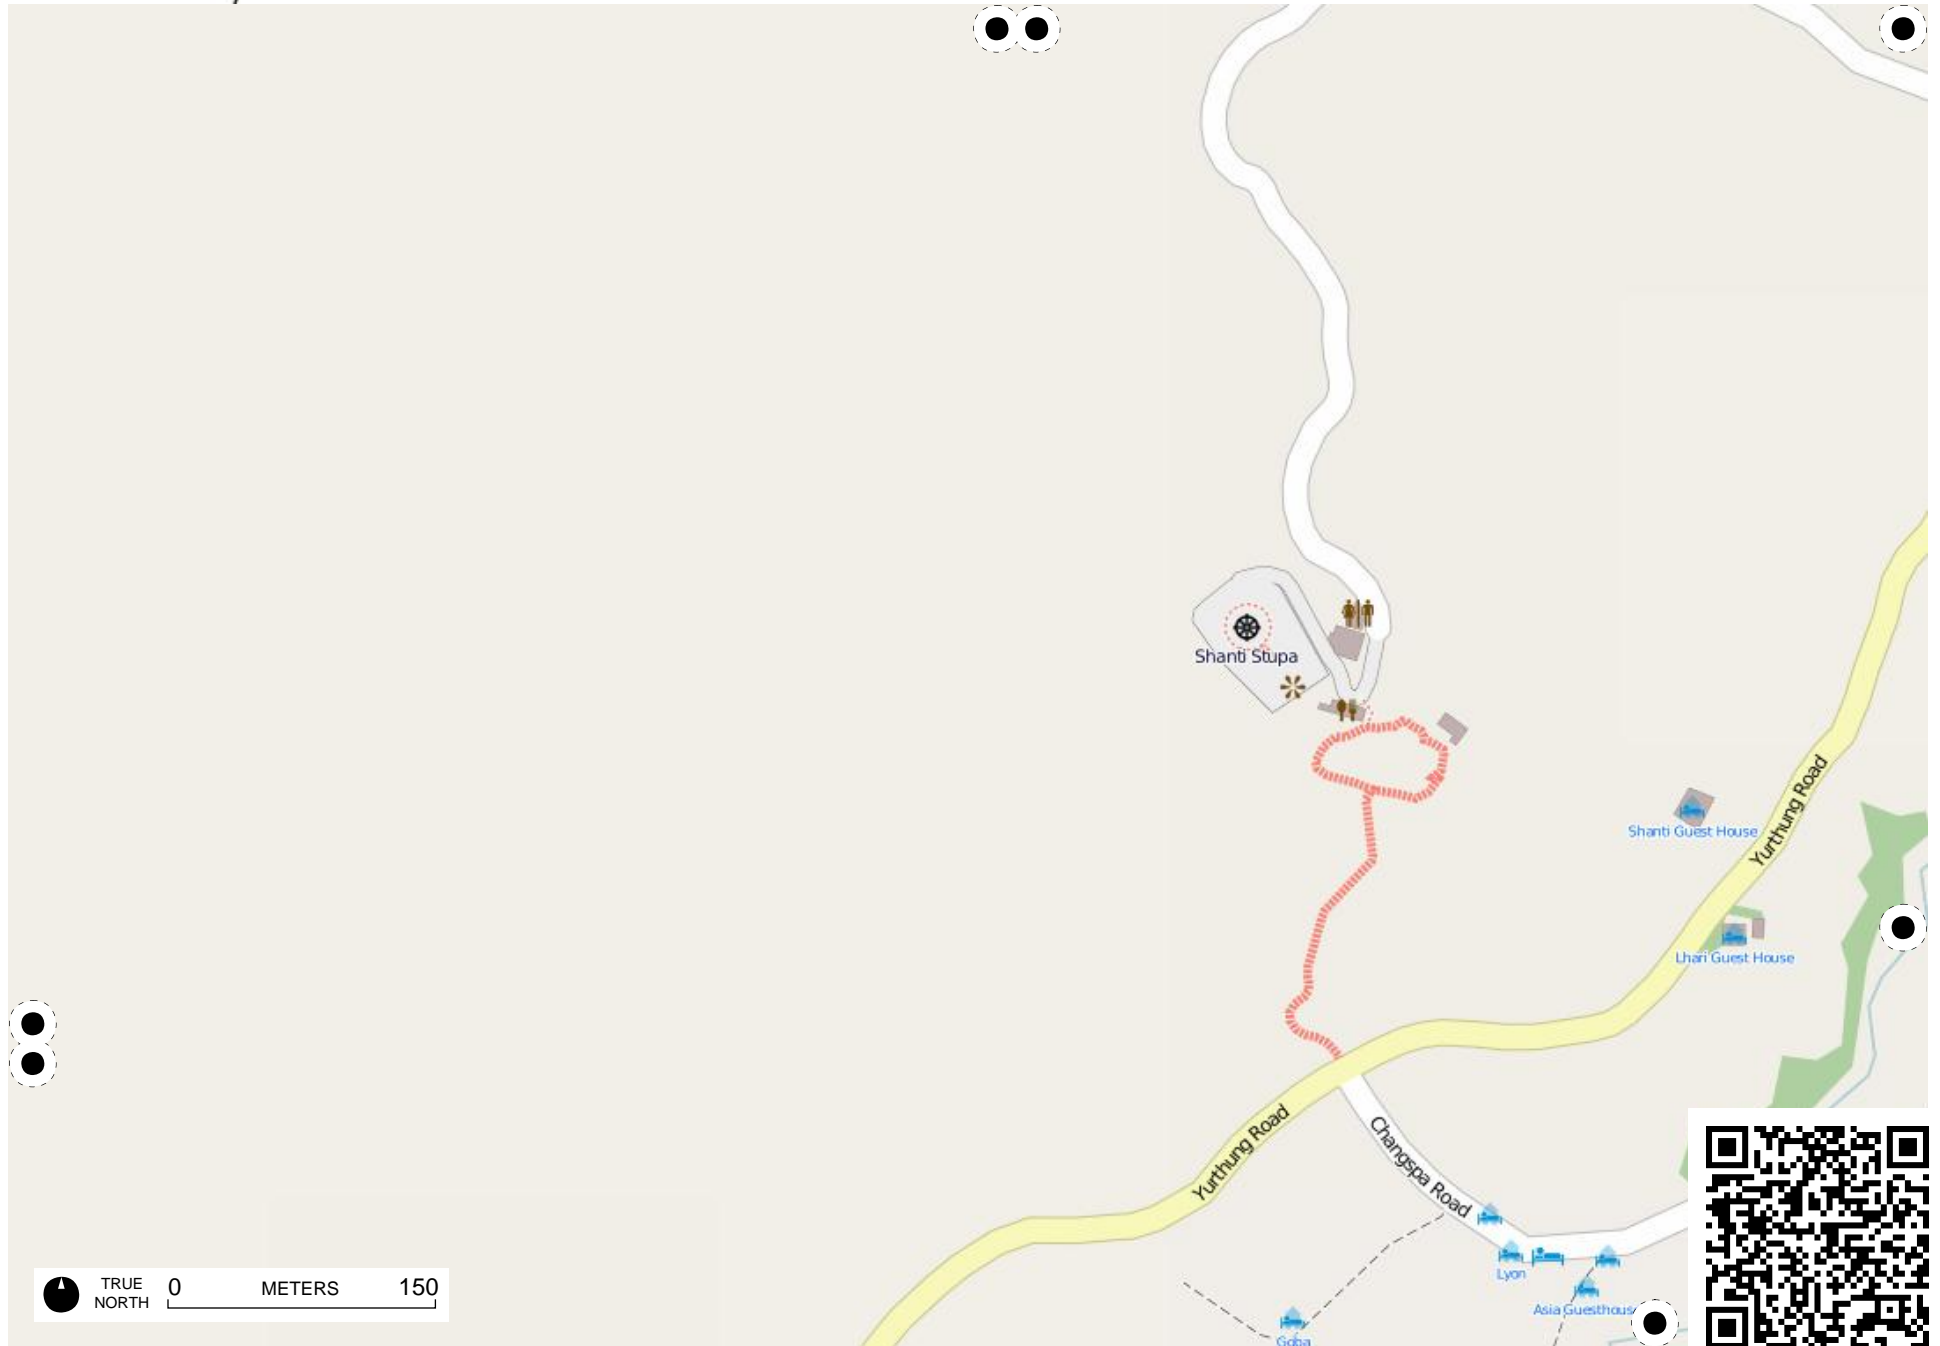 Shanti Stupa
Shanti Guest House
Yurthung Road
Lhari Guest House
Yurthung Road
Changspa Road
Lyon
Asia Guesthous
Goba
TRUE
NORTH
0 METERS 150